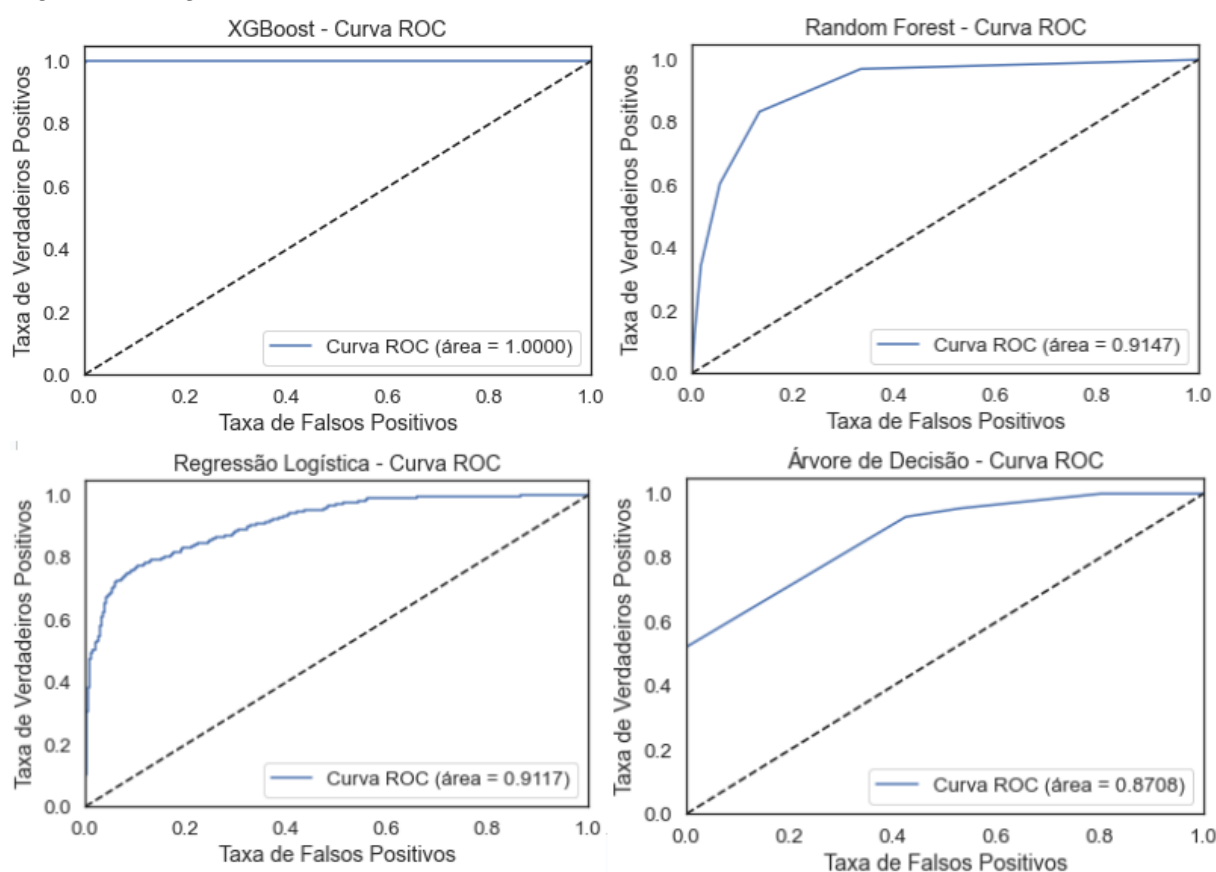 XGBoost - Curva ROC
Taxa de Verdadeiros Positivos
1.0
0.8
0.6
0.4
0.2
0.0
Curva ROC (área = 1.0000)
0.0 0.2 0.4 0.6 0.8 1.0
Taxa de Falsos Positivos
Random Forest - Curva ROC
Taxa de Verdadeiros Positivos
1.0
0.8
0.6
0.4
0.2
0.0
Curva ROC (área = 0.9147)
0.0 0.2 0.4 0.6 0.8 1.0
Taxa de Falsos Positivos
Regressão Logística - Curva ROC
Taxa de Verdadeiros Positivos
1.0
0.8
0.6
0.4
0.2
0.0
Curva ROC (área = 0.9117)
0.0 0.2 0.4 0.6 0.8 1.0
Taxa de Falsos Positivos
Árvore de Decisão - Curva ROC
Taxa de Verdadeiros Positivos
1.0
0.8
0.6
0.4
0.2
0.0
Curva ROC (área = 0.8708)
0.0 0.2 0.4 0.6 0.8 1.0
Taxa de Falsos Positivos